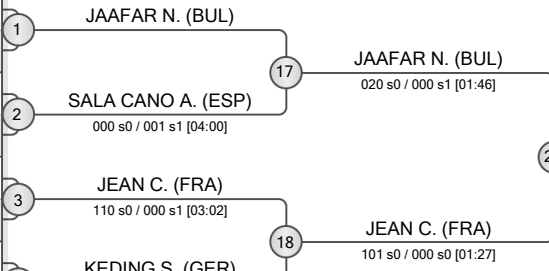 1
JAAFAR N. (BUL)
17
JAAFAR N. (BUL)
020 s0 / 000 s1 [01:46]
2
SALA CANO A. (ESP)
000 s0 / 001 s1 [04:00]
3
JEAN C. (FRA)
110 s0 / 000 s1 [03:02]
18
JEAN C. (FRA)
101 s0 / 000 s0 [01:27]
KEDING S. (GER)